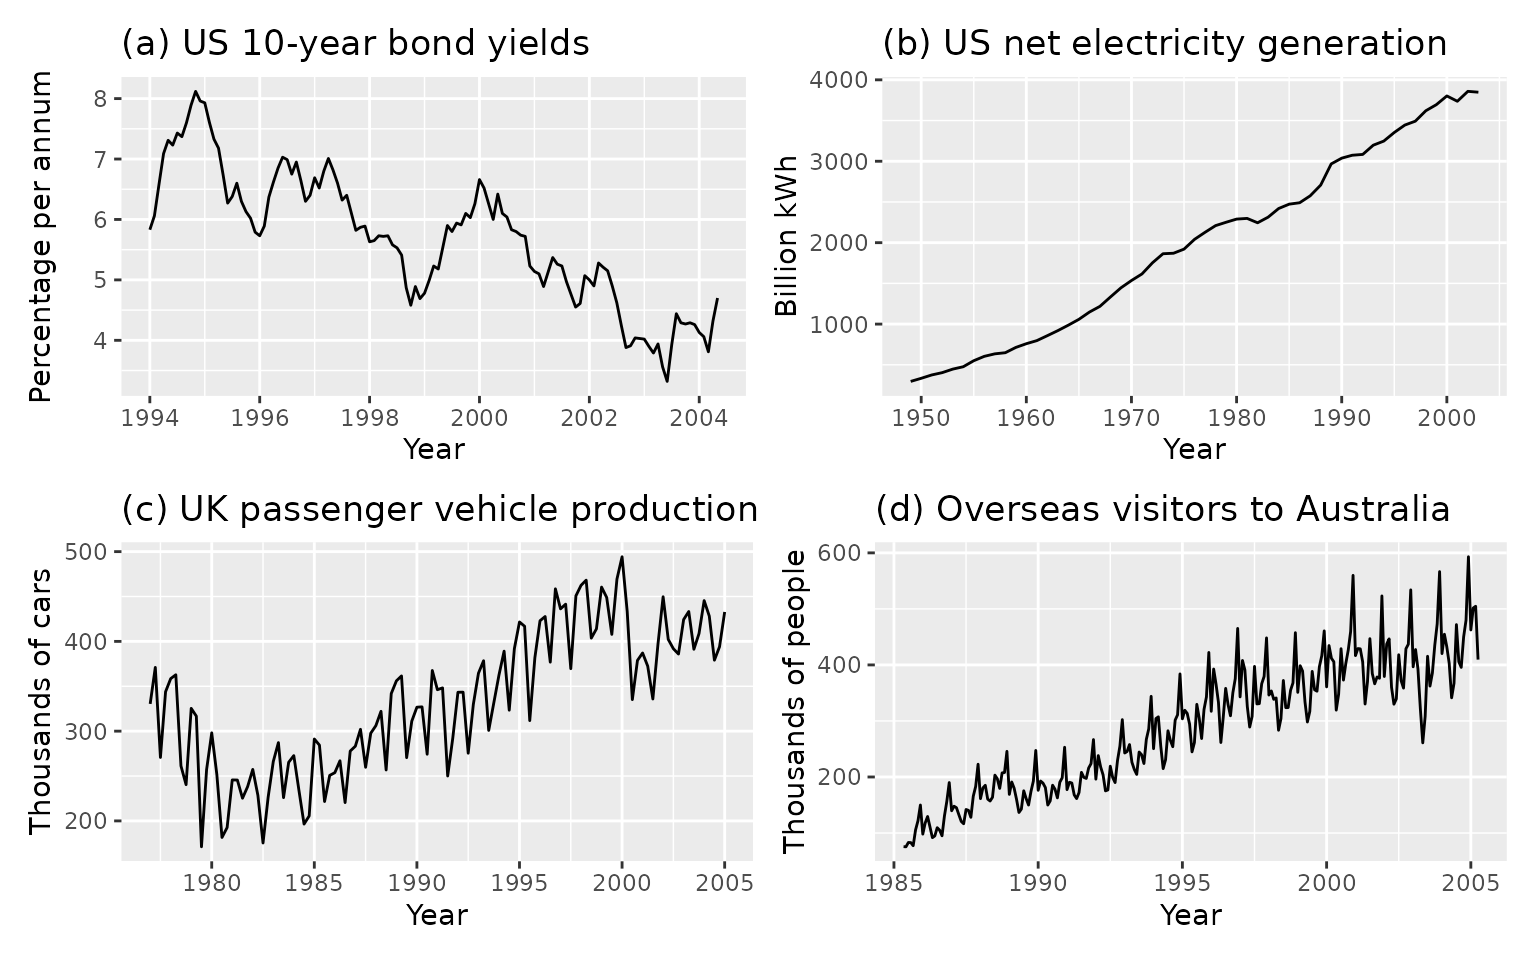 (a) US 10-year bond yields
Percentage per annum
8
7
6
5
4
1994 1996 1998 2000 2002 2004
Year
(b) US net electricity generation
Billion kWh
4000
3000
2000
1000
1950 1960 1970 1980 1990 2000
Year
(c) UK passenger vehicle production
Thousands of cars
500
400
300
200
1980 1985 1990 1995 2000 2005
Year
(d) Overseas visitors to Australia
Thousands of people
600
400
200
1985 1990 1995 2000 2005
Year